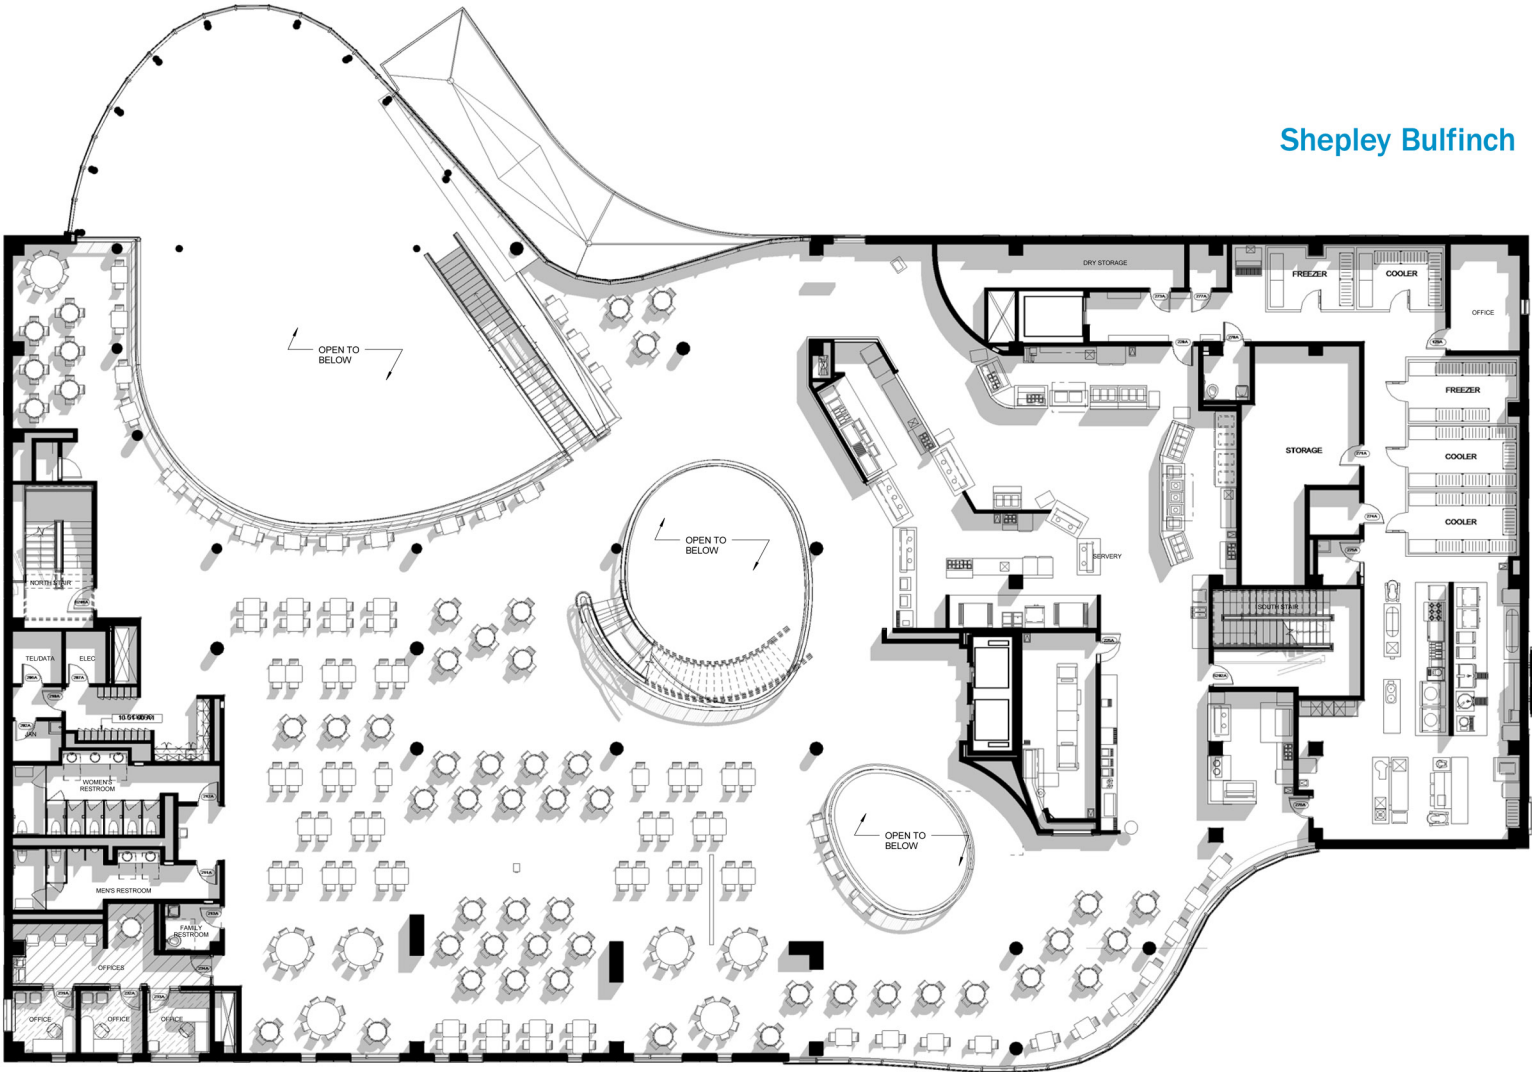 Shepley Bulfinch
DRY STORAGE
FREEZER
COOLER
OFFICE
OPEN TO
BELOW
FREEZER
STORAGE
COOLER
COOLER
OPEN TO
BELOW
SERVERY
NORTH STAIR
SOUTH STAIR
TEL/DATA
ELEC
JAN
WOMEN'S
RESTROOM
OPEN TO
BELOW
MEN'S RESTROOM
FAMILY
RESTROOM
OFFICES
OFFICE
OFFICE
OFFICE